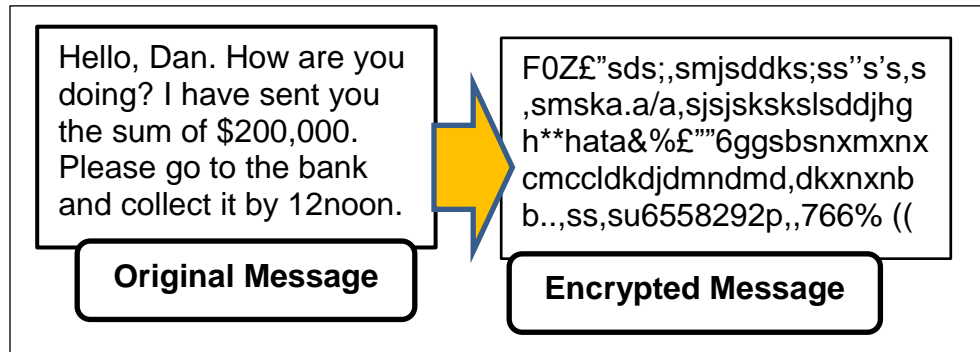 Hello, Dan. How are you
doing? I have sent you
the sum of $200,000.
Please go to the bank
and collect it by 12noon.
Original Message
F0Z£”sds;,smjsddks;ss’'s’s,s
,smska.a/a,sjsjskskslsddjhg
h**hata&%£””6ggsbsnxmxnx
cmccldkdjdmndmd,dkxnxnb
b..,ss,su6558292p,,766% ((
Encrypted Message